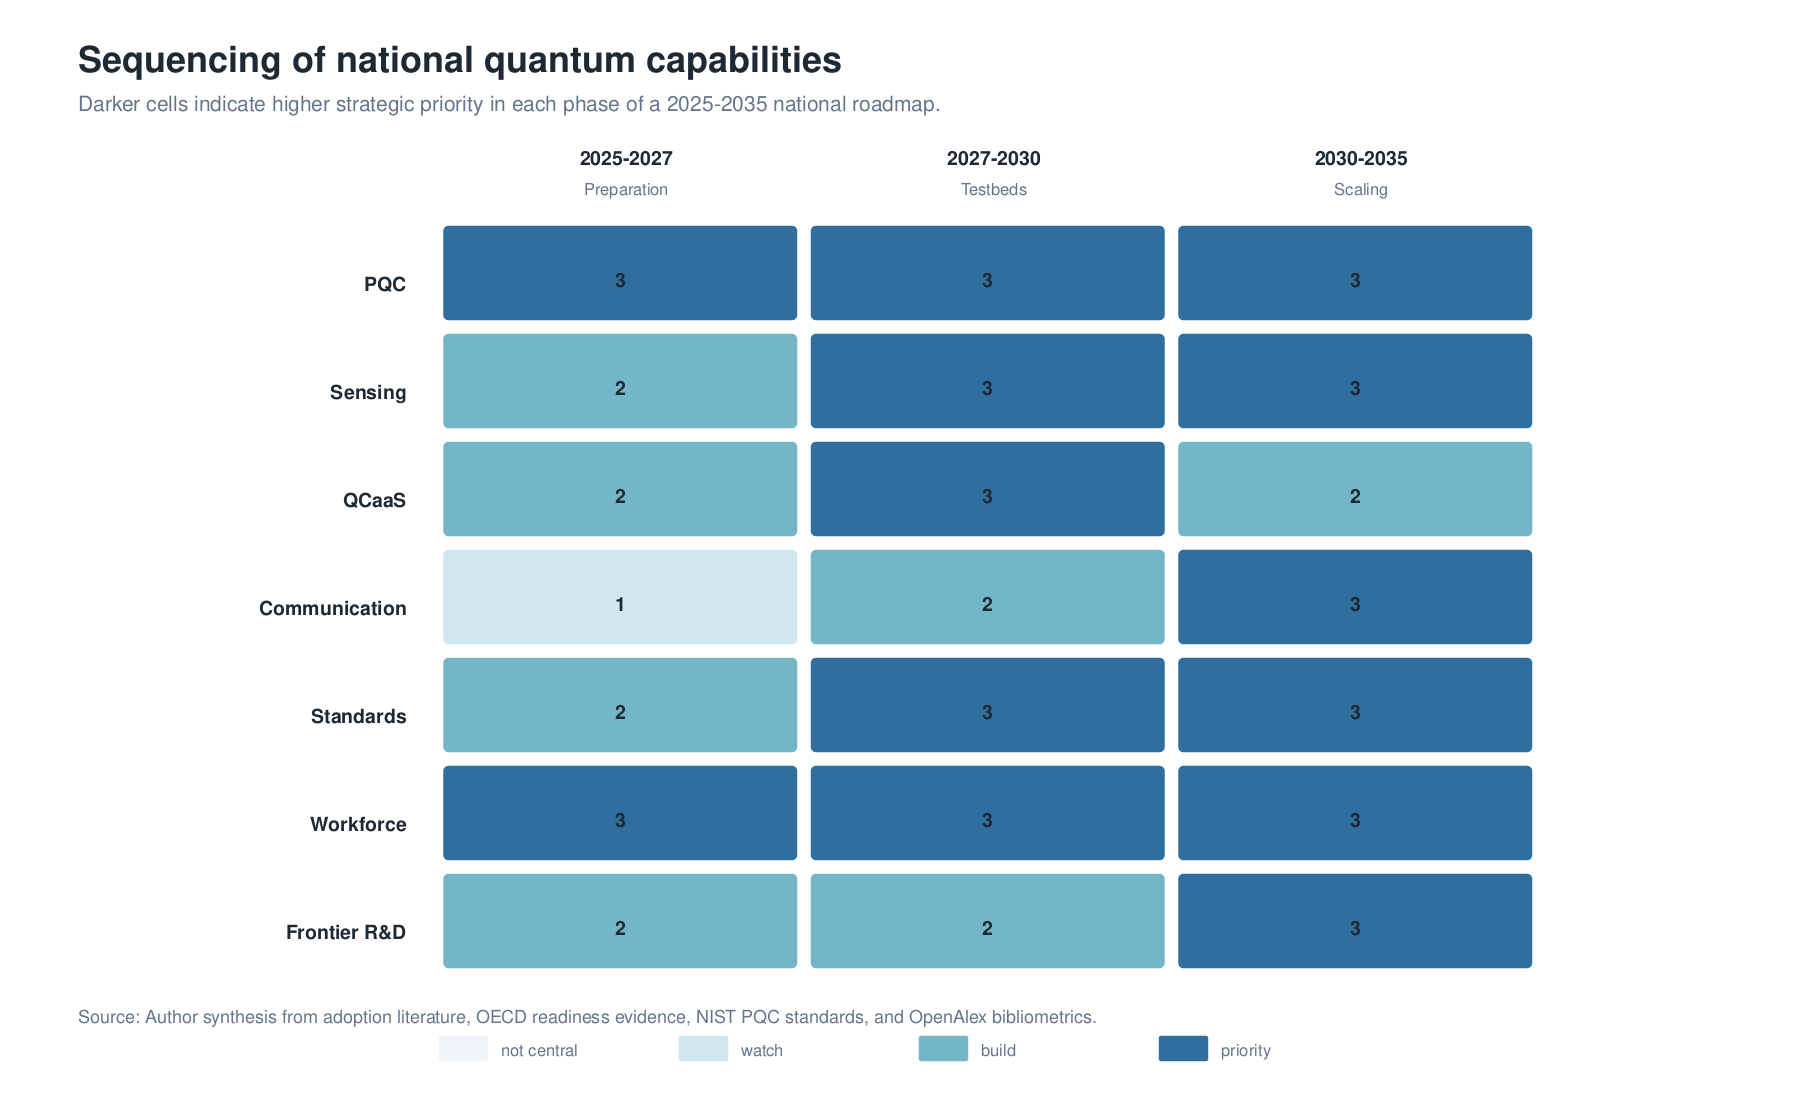 Sequencing of national quantum capabilities
Darker cells indicate higher strategic priority in each phase of a 2025-2035 national roadmap.
2025-2027 2027-2030 2030-2035
Preparation Testbeds Scaling
PQC 3 3 3
Sensing 2 3 3
QCaaS 2 3 2
Communication 1 2 3
Standards 2 3 3
Workforce 3 3 3
Frontier R&D 2 2 3
Source: Author synthesis from adoption literature, OECD readiness evidence, NIST PQC standards, and OpenAlex bibliometrics.
not central watch build priority